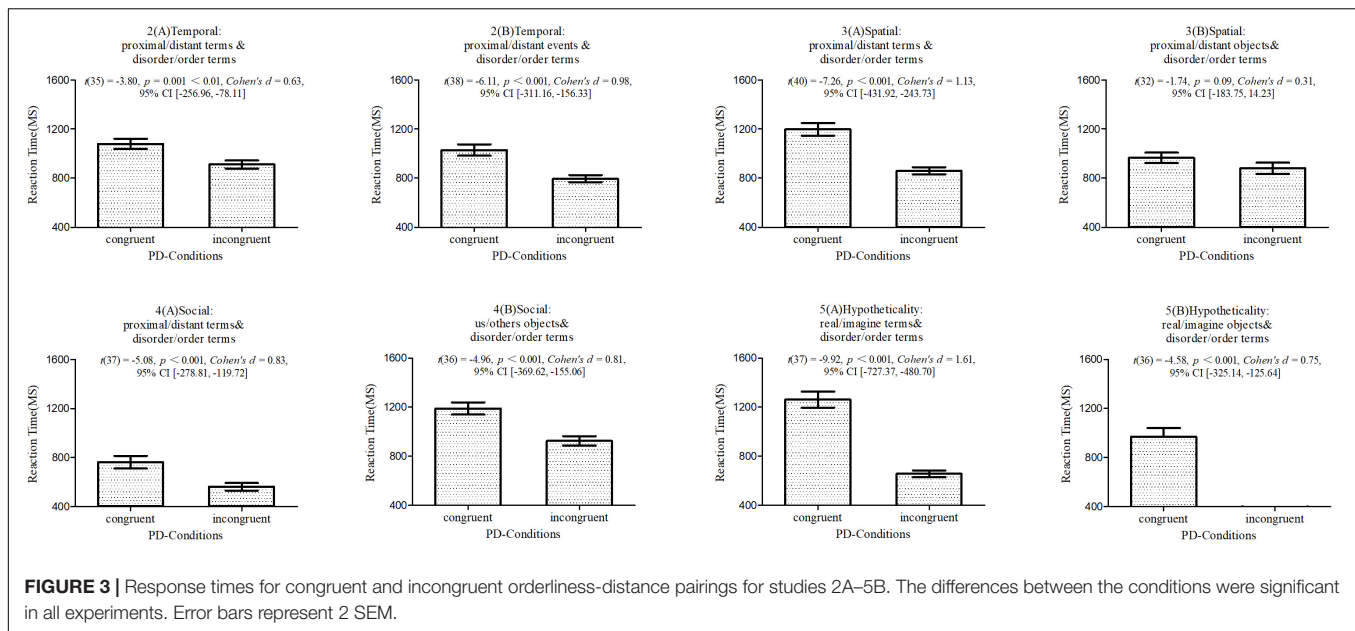 2(A)Temporal:
proximal/distant terms &
disorder/order terms
t(35) = -3.80, p = 0.001 < 0.01, Cohen's d = 0.63,
95% CI [-256.96, -78.11]
1600
1200
800
400
Reaction Time(MS)
congruent
incongruent
PD-Conditions
2(B)Temporal:
proximal/distant events &
disorder/order terms
t(38) = -6.11, p < 0.001, Cohen's d = 0.98,
95% CI [-311.16, -156.33]
1600
1200
800
400
Reaction Time(MS)
congruent
incongruent
PD-Conditions
3(A)Spatial:
proximal/distant terms &
disorder/order terms
t(40) = -7.26, p < 0.001, Cohen's d = 1.13,
95% CI [-431.92, -243.73]
1600
1200
800
400
Reaction Time(MS)
congruent
incongruent
PD-Conditions
3(B)Spatial:
proximal/distant objects&
disorder/order terms
t(32) = -1.74, p = 0.09, Cohen's d = 0.31,
95% CI [-183.75, 14.23]
1600
1200
800
400
Reaction Time(MS)
congruent
incongruent
PD-Conditions
4(A)Social:
proximal/distant terms&
disorder/order terms
t(37) = -5.08, p < 0.001, Cohen's d = 0.83,
95% CI [-278.81, -119.72]
1600
1200
800
400
Reaction Time(MS)
congruent
incongruent
PD-Conditions
4(B)Social:
us/others objects&
disorder/order terms
t(36) = -4.96, p < 0.001, Cohen's d = 0.81,
95% CI [-369.62, -155.06]
1600
1200
800
400
Reaction Time(MS)
congruent
incongruent
PD-Conditions
5(A)Hypotheticality:
real/imagine terms&
disorder/order terms
t(37) = -9.92, p < 0.001, Cohen's d = 1.61,
95% CI [-727.37, -480.70]
1600
1200
800
400
Reaction Time(MS)
congruent
incongruent
PD-Conditions
5(B)Hypotheticality:
real/imagine objects&
disorder/order terms
t(36) = -4.58, p < 0.001, Cohen's d = 0.75,
95% CI [-325.14, -125.64]
1600
1200
800
400
Reaction Time(MS)
congruent
incongruent
PD-Conditions
FIGURE 3 | Response times for congruent and incongruent orderliness-distance pairings for studies 2A–5B. The differences between the conditions were significant
in all experiments. Error bars represent 2 SEM.